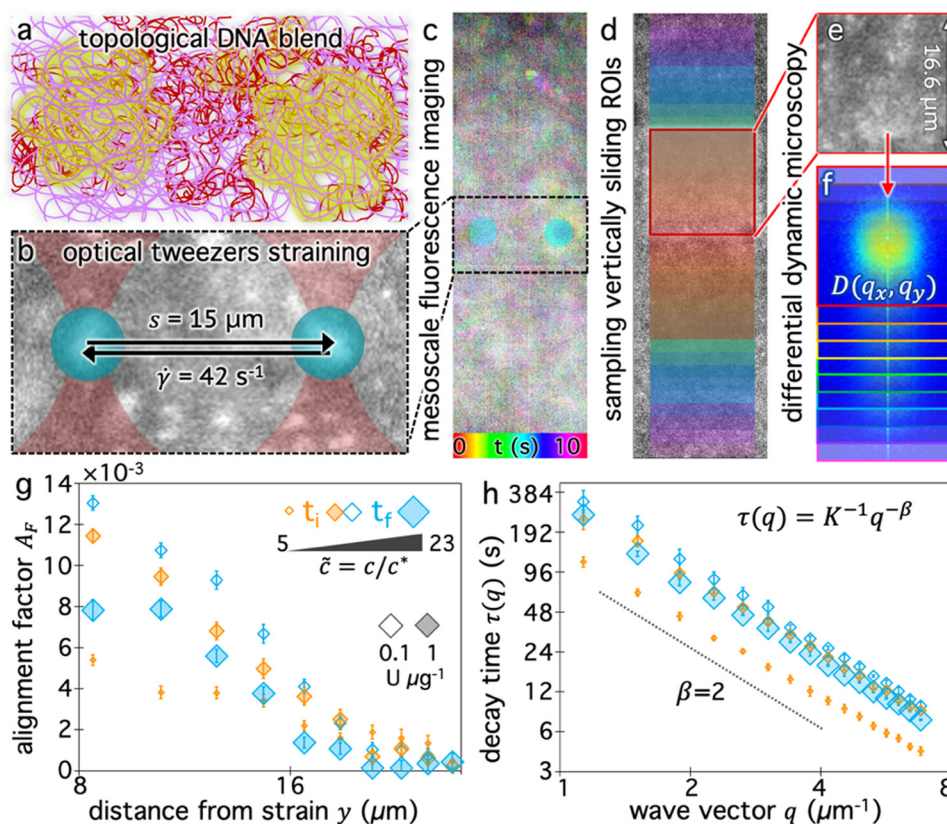 a
topological DNA blend
b
optical tweezers straining
s = 15 μm
γ̇ = 42 s⁻¹
c
mesoscale fluorescence imaging
0 t (s) 10
d
sampling vertically sliding ROIs
e
16.6 μm
differential dynamic microscopy
f
D(qₓ, q_y)
g
×10⁻³
14
12
10
8
6
4
2
0
alignment factor A_F
8
16
distance from strain y (μm)
tᵢ
t_f
5
23
c̃ = c/c*
0.1 1
U μg⁻¹
h
384
192
96
48
24
12
6
3
decay time τ(q) (s)
τ(q) = K⁻¹q⁻ᵝ
β=2
1
2
4
8
wave vector q (μm⁻¹)